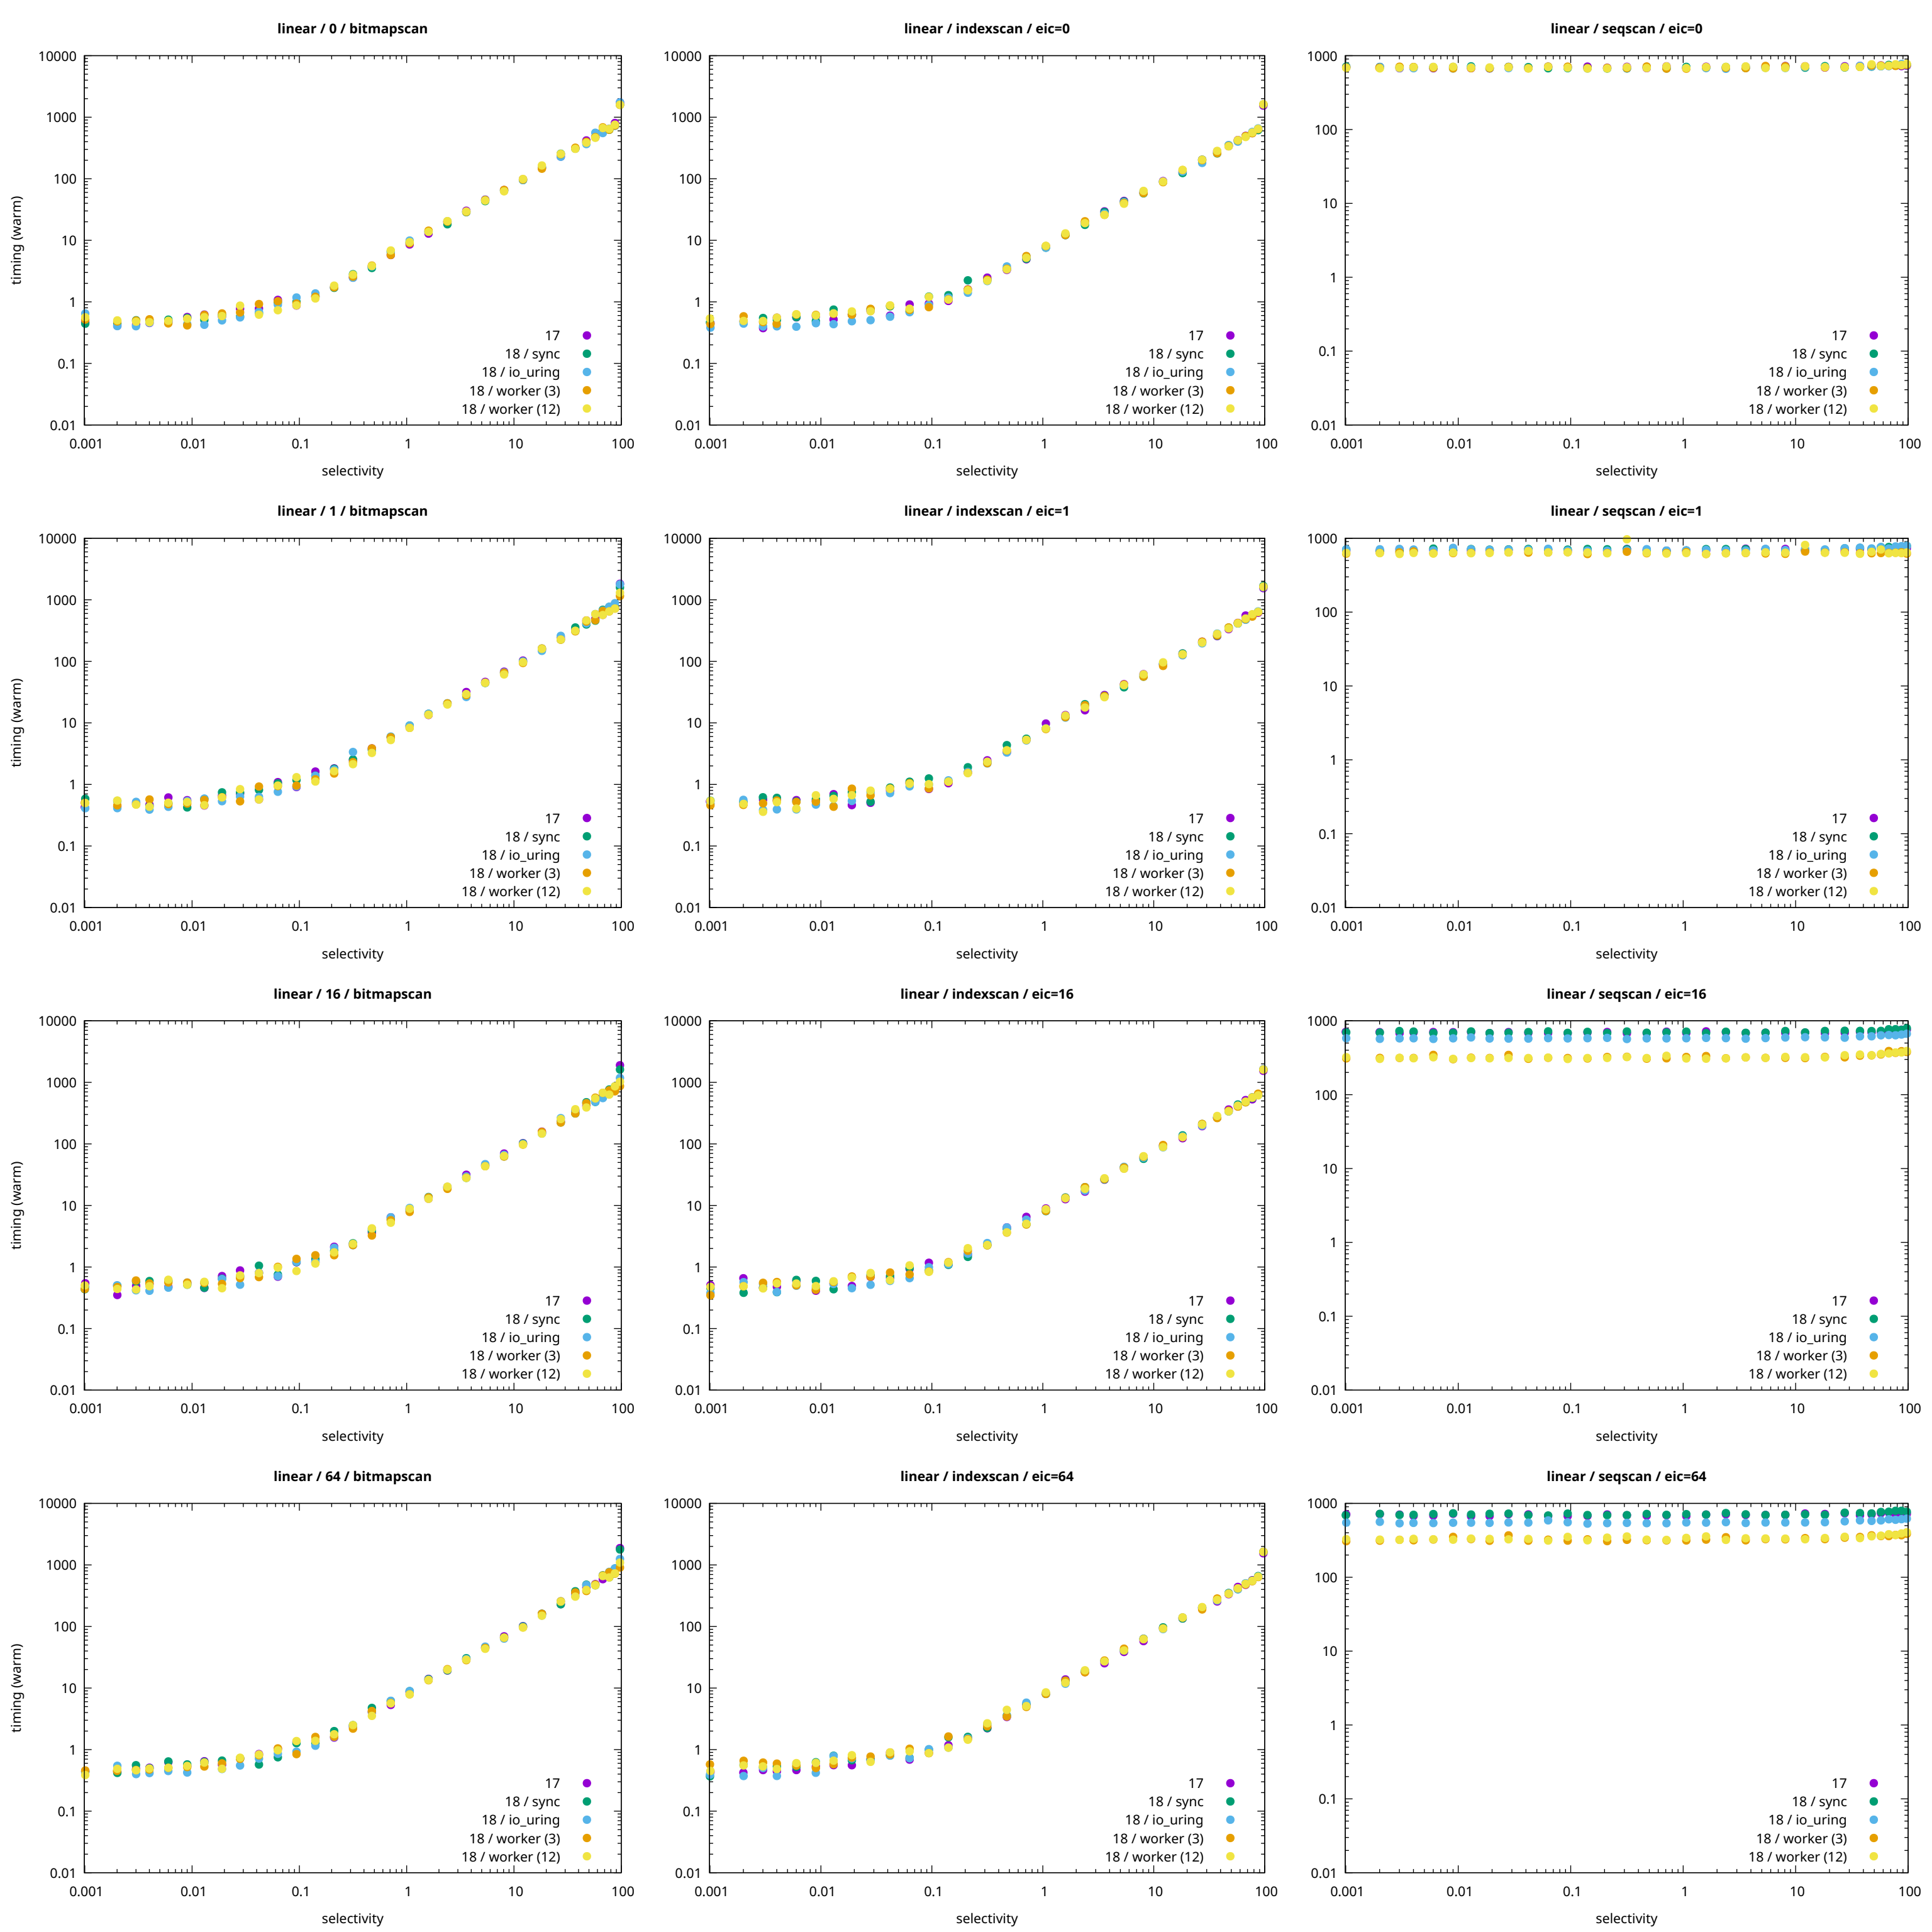 linear / 0 / bitmapscan
timing (warm)
10000
1000
100
10
1
0.1
0.01
17
18 / sync
18 / io_uring
18 / worker (3)
18 / worker (12)
0.001 0.01 0.1 1 10 100
selectivity
linear / indexscan / eic=0
10000
1000
100
10
1
0.1
0.01
17
18 / sync
18 / io_uring
18 / worker (3)
18 / worker (12)
0.001 0.01 0.1 1 10 100
selectivity
linear / seqscan / eic=0
1000
100
10
1
0.1
0.01
17
18 / sync
18 / io_uring
18 / worker (3)
18 / worker (12)
0.001 0.01 0.1 1 10 100
selectivity
linear / 1 / bitmapscan
timing (warm)
10000
1000
100
10
1
0.1
0.01
17
18 / sync
18 / io_uring
18 / worker (3)
18 / worker (12)
0.001 0.01 0.1 1 10 100
selectivity
linear / indexscan / eic=1
10000
1000
100
10
1
0.1
0.01
17
18 / sync
18 / io_uring
18 / worker (3)
18 / worker (12)
0.001 0.01 0.1 1 10 100
selectivity
linear / seqscan / eic=1
1000
100
10
1
0.1
0.01
17
18 / sync
18 / io_uring
18 / worker (3)
18 / worker (12)
0.001 0.01 0.1 1 10 100
selectivity
linear / 16 / bitmapscan
timing (warm)
10000
1000
100
10
1
0.1
0.01
17
18 / sync
18 / io_uring
18 / worker (3)
18 / worker (12)
0.001 0.01 0.1 1 10 100
selectivity
linear / indexscan / eic=16
10000
1000
100
10
1
0.1
0.01
17
18 / sync
18 / io_uring
18 / worker (3)
18 / worker (12)
0.001 0.01 0.1 1 10 100
selectivity
linear / seqscan / eic=16
1000
100
10
1
0.1
0.01
17
18 / sync
18 / io_uring
18 / worker (3)
18 / worker (12)
0.001 0.01 0.1 1 10 100
selectivity
linear / 64 / bitmapscan
timing (warm)
10000
1000
100
10
1
0.1
0.01
17
18 / sync
18 / io_uring
18 / worker (3)
18 / worker (12)
0.001 0.01 0.1 1 10 100
selectivity
linear / indexscan / eic=64
10000
1000
100
10
1
0.1
0.01
17
18 / sync
18 / io_uring
18 / worker (3)
18 / worker (12)
0.001 0.01 0.1 1 10 100
selectivity
linear / seqscan / eic=64
1000
100
10
1
0.1
0.01
17
18 / sync
18 / io_uring
18 / worker (3)
18 / worker (12)
0.001 0.01 0.1 1 10 100
selectivity